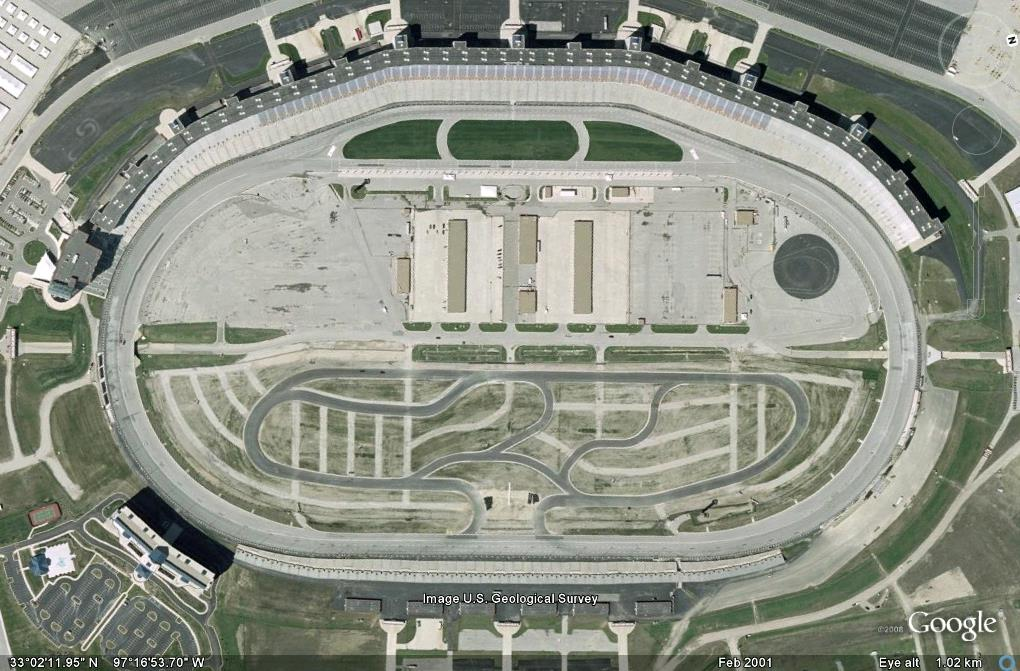 N
Image U.S. Geological Survey
©2008 Google
33°02'11.95" N 97°16'53.70" W Feb 2001 Eye alt 1.02 km